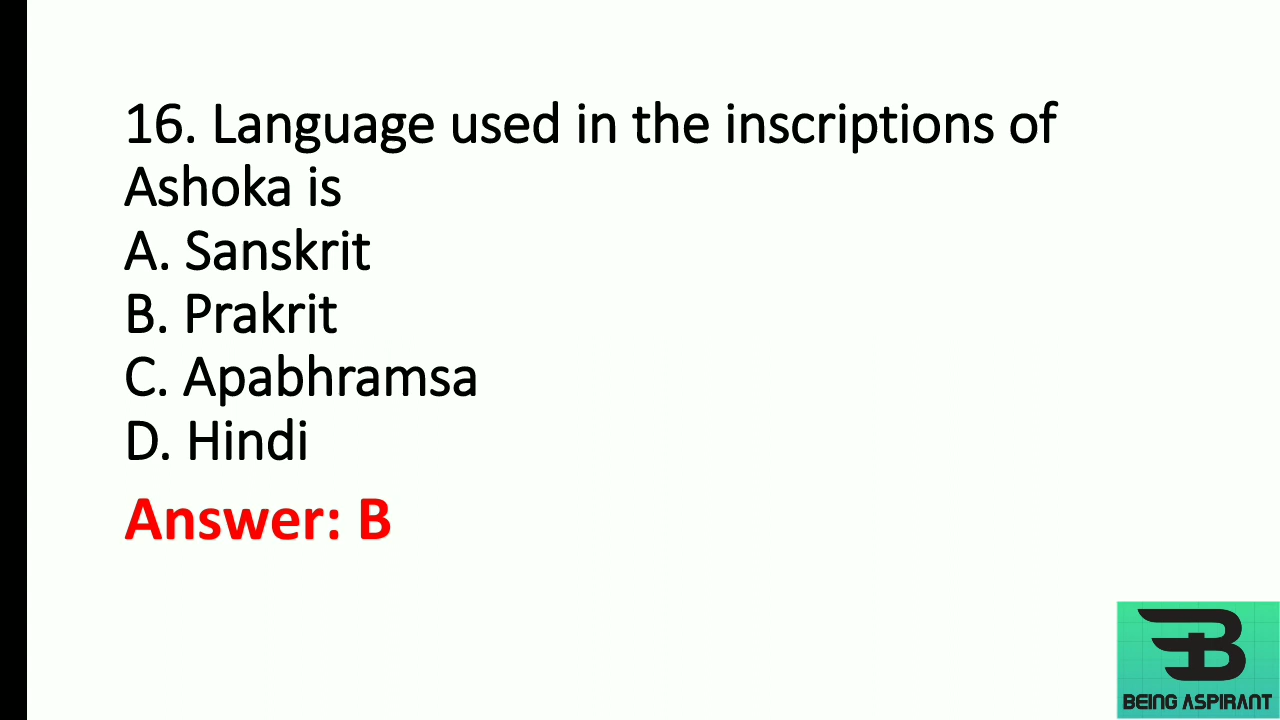 16. Language used in the inscriptions of
Ashoka is
A. Sanskrit
B. Prakrit
C. Apabhramsa
D. Hindi
Answer: B
BEING ASPIRANT